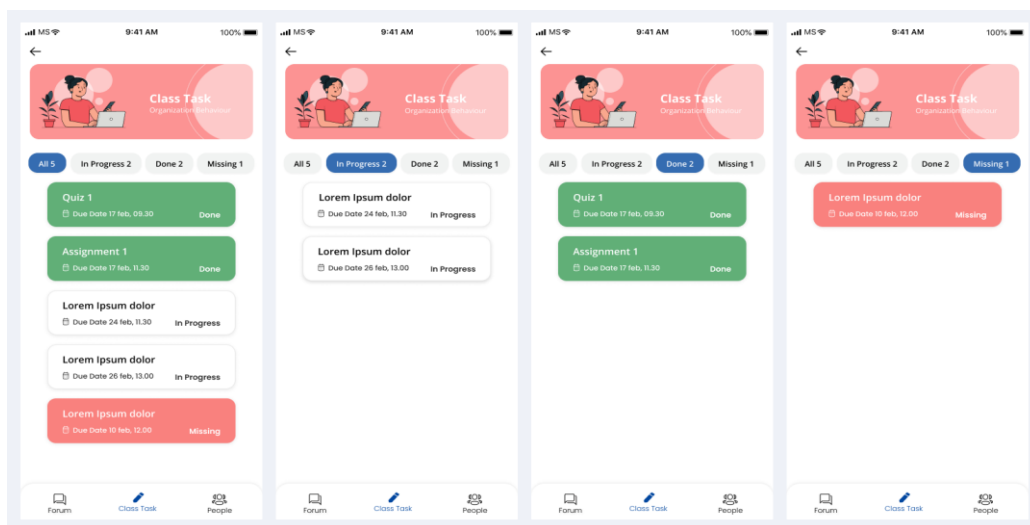 MS 9:41 AM 100%
Class Task
Organization Behaviour
All 5 In Progress 2 Done 2 Missing 1
Quiz 1
Due Date 17 feb, 09.30 Done
Assignment 1
Due Date 17 feb, 11.30 Done
Lorem Ipsum dolor
Due Date 24 feb, 11.30 In Progress
Lorem Ipsum dolor
Due Date 26 feb, 13.00 In Progress
Lorem Ipsum dolor
Due Date 10 feb, 12.00 Missing
Forum Class Task People
MS 9:41 AM 100%
Class Task
Organization Behaviour
All 5 In Progress 2 Done 2 Missing 1
Lorem Ipsum dolor
Due Date 24 feb, 11.30 In Progress
Lorem Ipsum dolor
Due Date 26 feb, 13.00 In Progress
Forum Class Task People
MS 9:41 AM 100%
Class Task
Organization Behaviour
All 5 In Progress 2 Done 2 Missing 1
Quiz 1
Due Date 17 feb, 09.30 Done
Assignment 1
Due Date 17 feb, 11.30 Done
Forum Class Task People
MS 9:41 AM 100%
Class Task
Organization Behaviour
All 5 In Progress 2 Done 2 Missing 1
Lorem Ipsum dolor
Due Date 10 feb, 12.00 Missing
Forum Class Task People